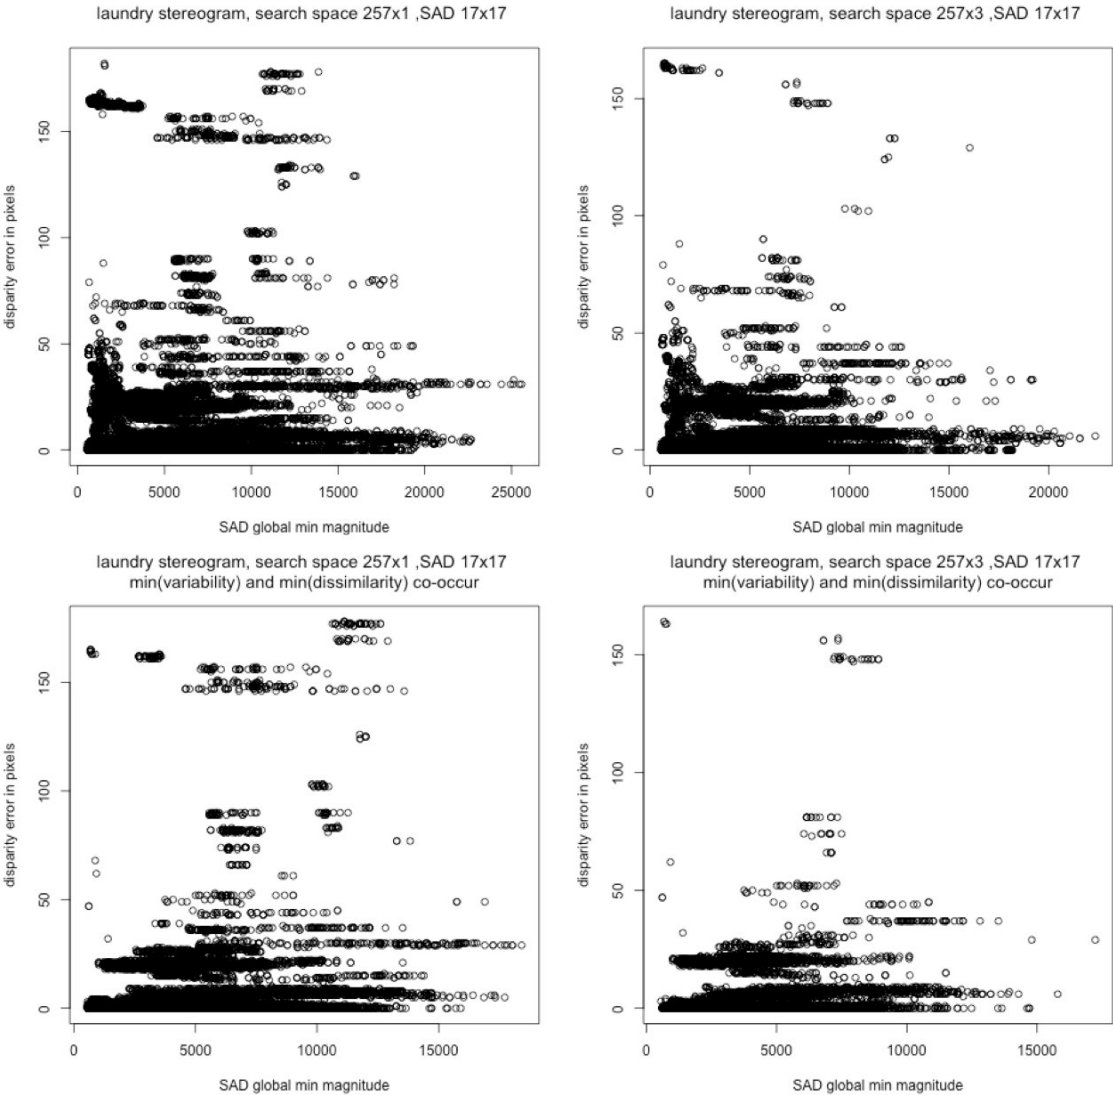 laundry stereogram, search space 257x1 ,SAD 17x17
disparity error in pixels
150
100
50
0
0 5000 10000 15000 20000 25000
SAD global min magnitude
laundry stereogram, search space 257x3 ,SAD 17x17
disparity error in pixels
150
100
50
0
0 5000 10000 15000 20000
SAD global min magnitude
laundry stereogram, search space 257x1 ,SAD 17x17
min(variability) and min(dissimilarity) co-occur
disparity error in pixels
150
100
50
0
0 5000 10000 15000
SAD global min magnitude
laundry stereogram, search space 257x3 ,SAD 17x17
min(variability) and min(dissimilarity) co-occur
disparity error in pixels
150
100
50
0
0 5000 10000 15000
SAD global min magnitude